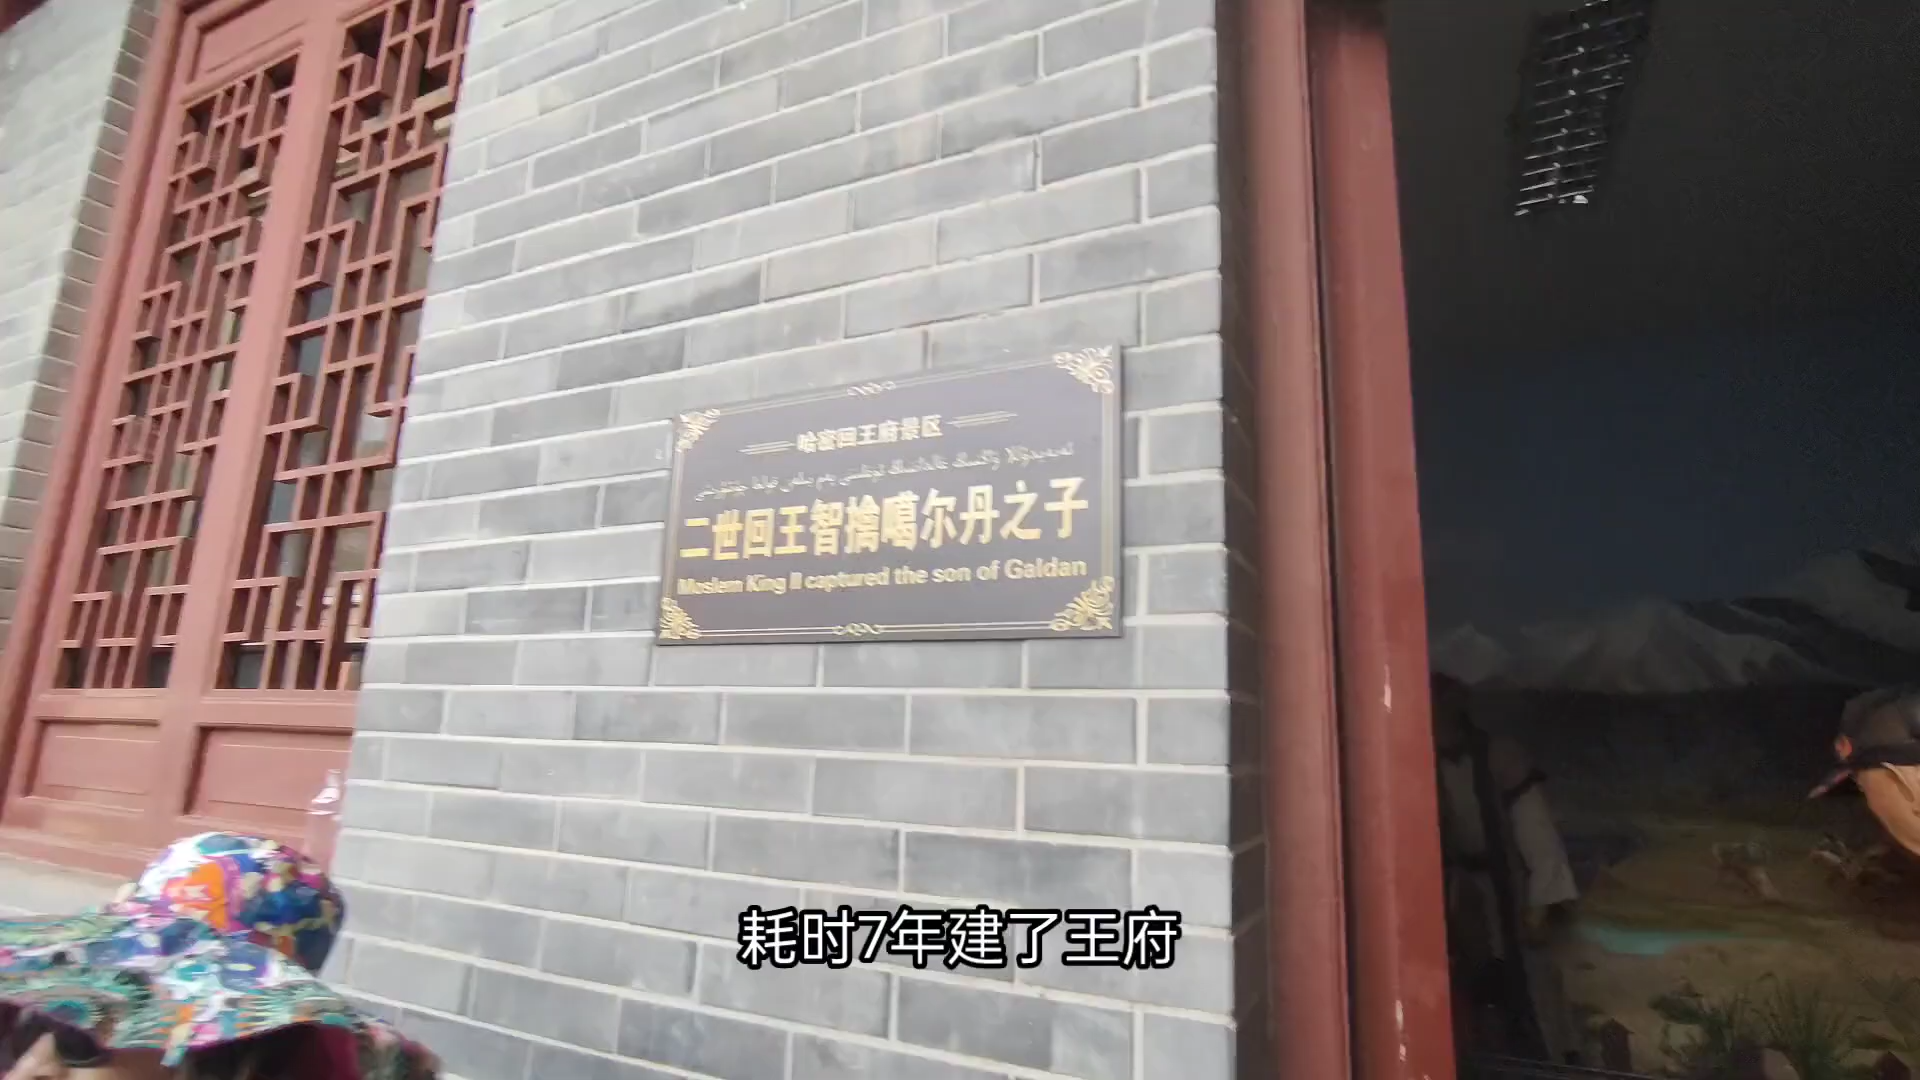 哈密回王府景区
二世回王智擒噶尔丹之子
Moslem King II captured the son of Galdan
耗时7年建了王府